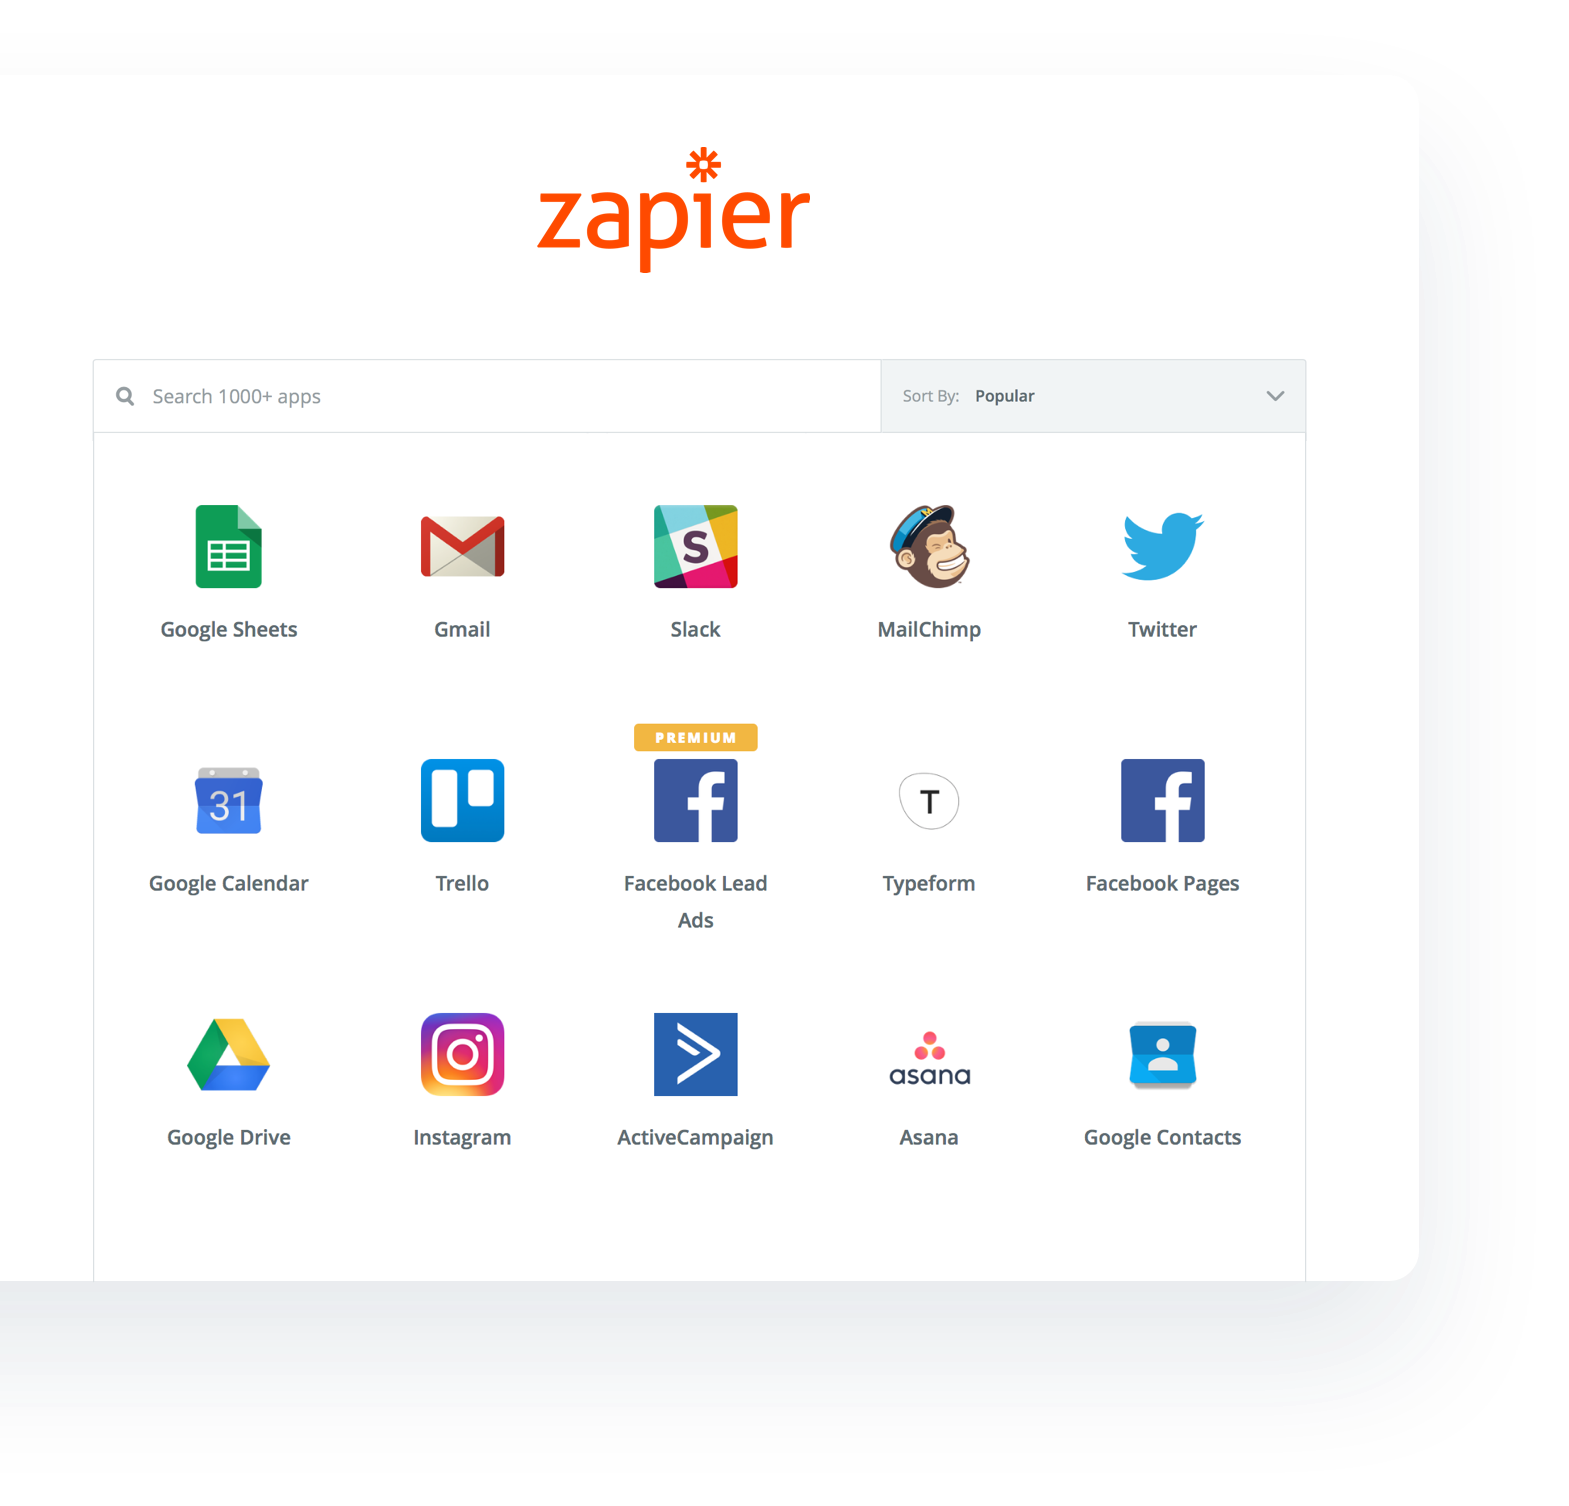 zapier
Search 1000+ apps
Sort By: Popular
S
Google Sheets
Gmail
Slack
MailChimp
Twitter
PREMIUM
31
T
Google Calendar
Trello
Facebook Lead
Ads
Typeform
Facebook Pages
asana
Google Drive
Instagram
ActiveCampaign
Asana
Google Contacts